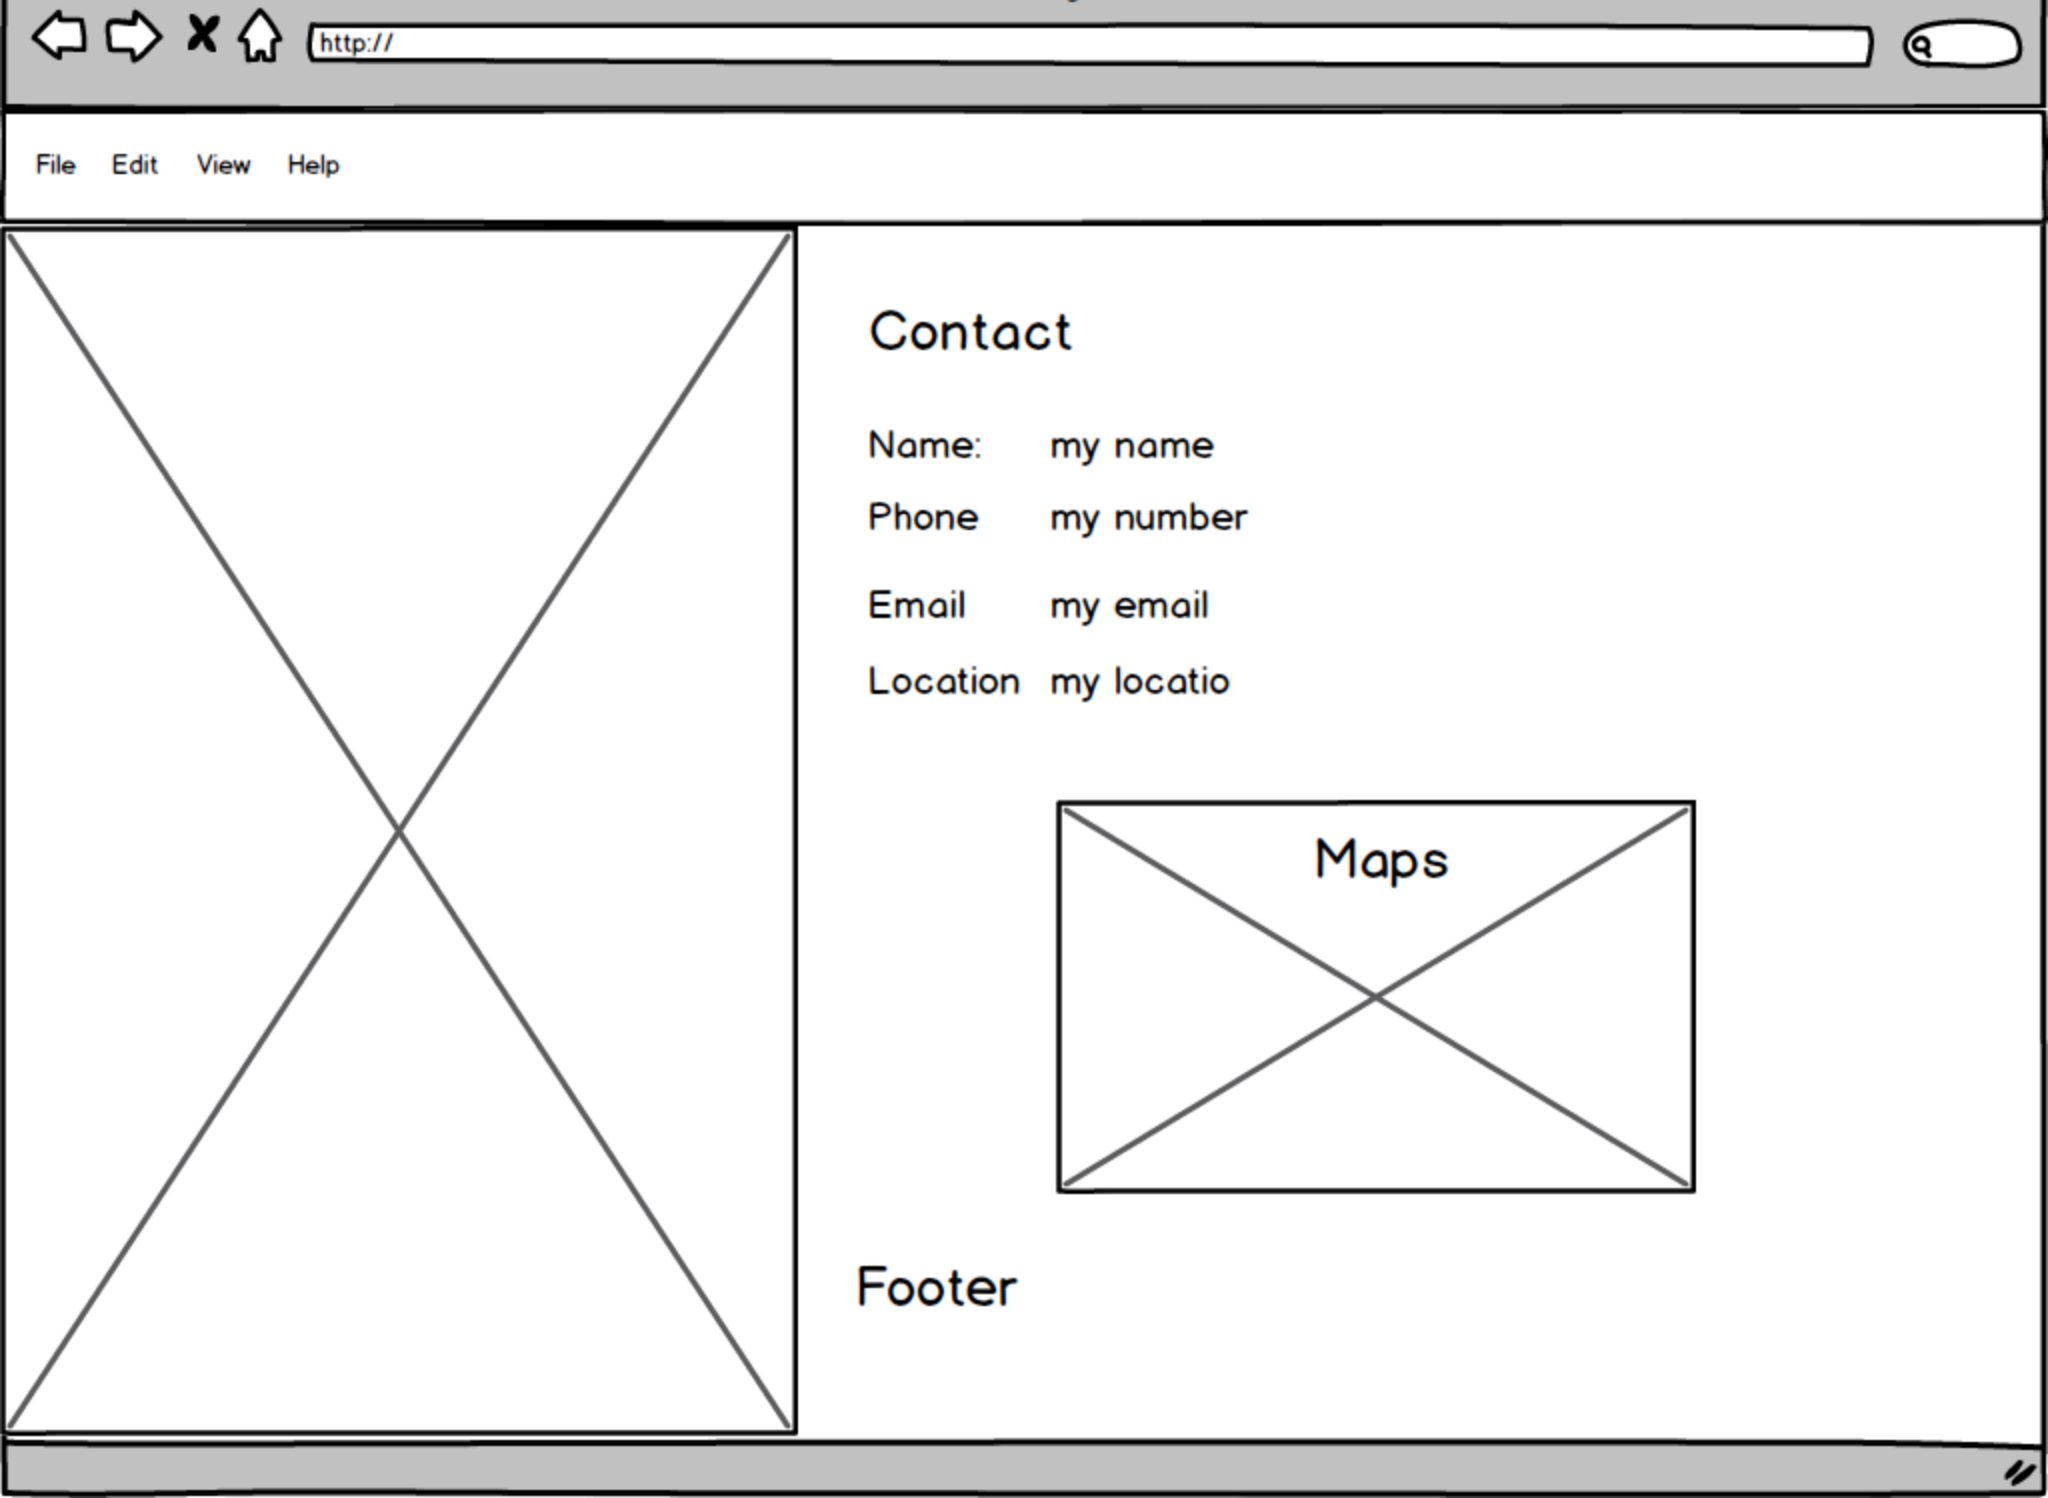 http://
File Edit View Help
Contact
Name: my name
Phone my number
Email my email
Location my locatio
Maps
Footer